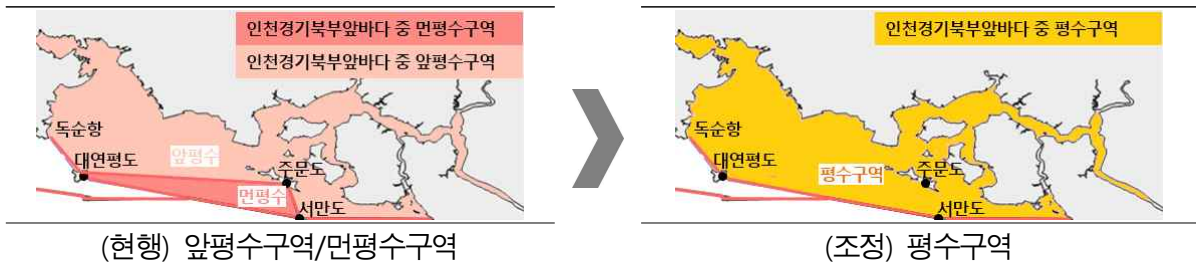 인천경기북부앞바다 중 먼평수구역
인천경기북부앞바다 중 앞평수구역
독순항
대연평도
앞평수
주문도
먼평수
서만도
(현행) 앞평수구역/먼평수구역
인천경기북부앞바다 중 평수구역
독순항
대연평도
평수구역
주문도
서만도
(조정) 평수구역